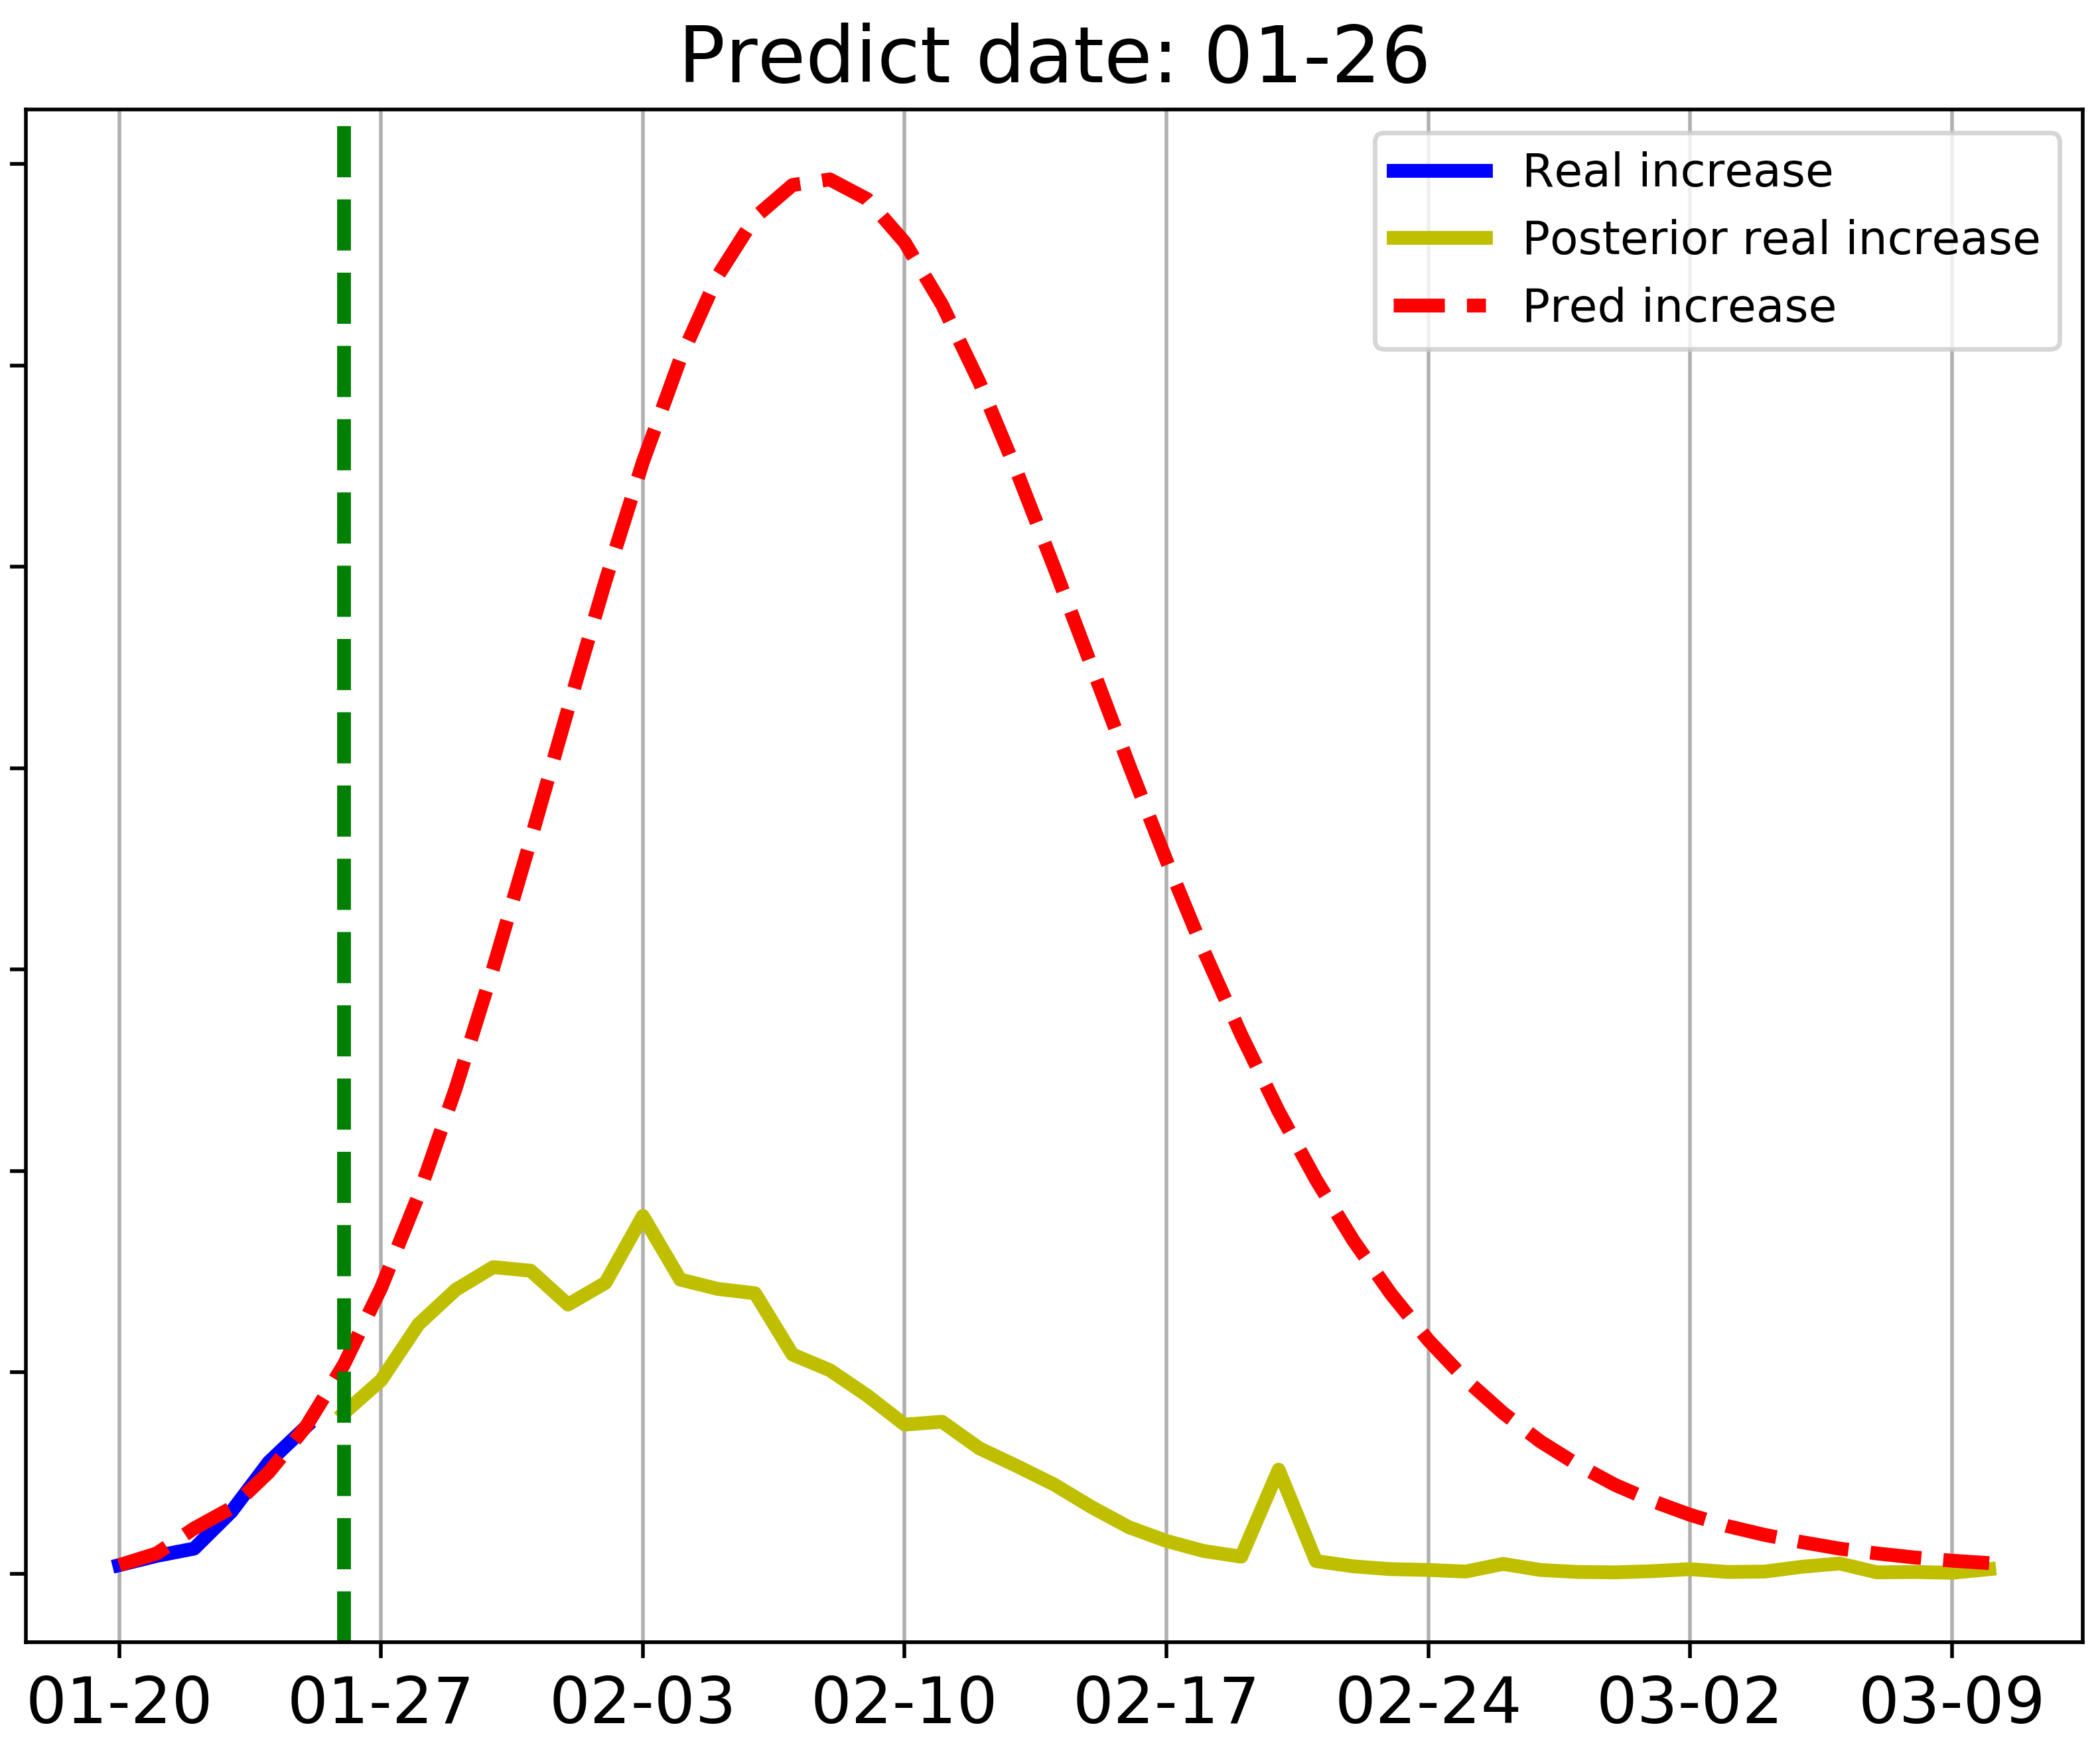 Predict date: 01-26
Real increase
Posterior real increase
Pred increase
01-20 01-27 02-03 02-10 02-17 02-24 03-02 03-09